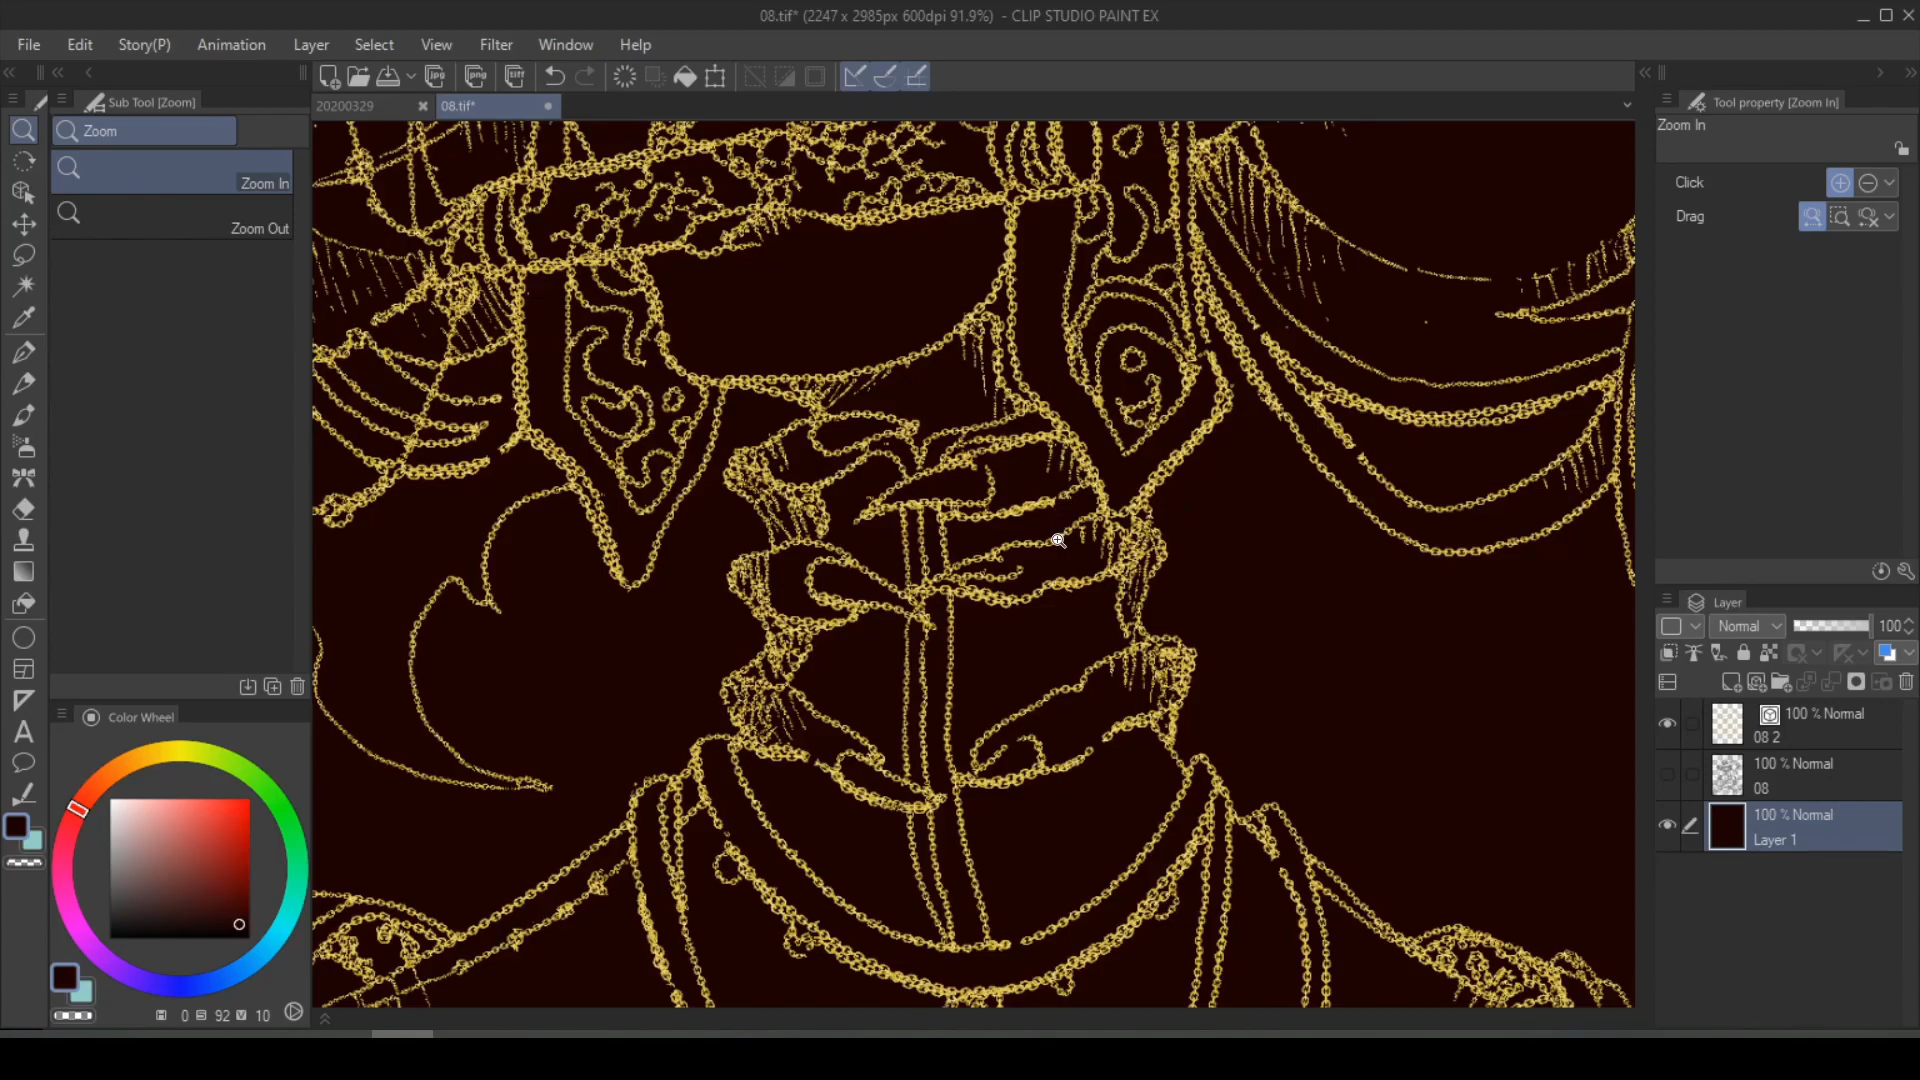 08.tif* (2247 x 2985px 600dpi 91.9%) - CLIP STUDIO PAINT EX
File Edit Story(P) Animation Layer Select View Filter Window Help
jpg png tiff
Sub Tool [Zoom]
20200329 08.tif*
Tool property [Zoom In]
Zoom
Zoom In
Zoom In
Click
Zoom Out
Drag
Layer
Normal 100
Color Wheel
100 % Normal
08 2
100 % Normal
08
100 % Normal
Layer 1
A
H 0 S 92 V 10